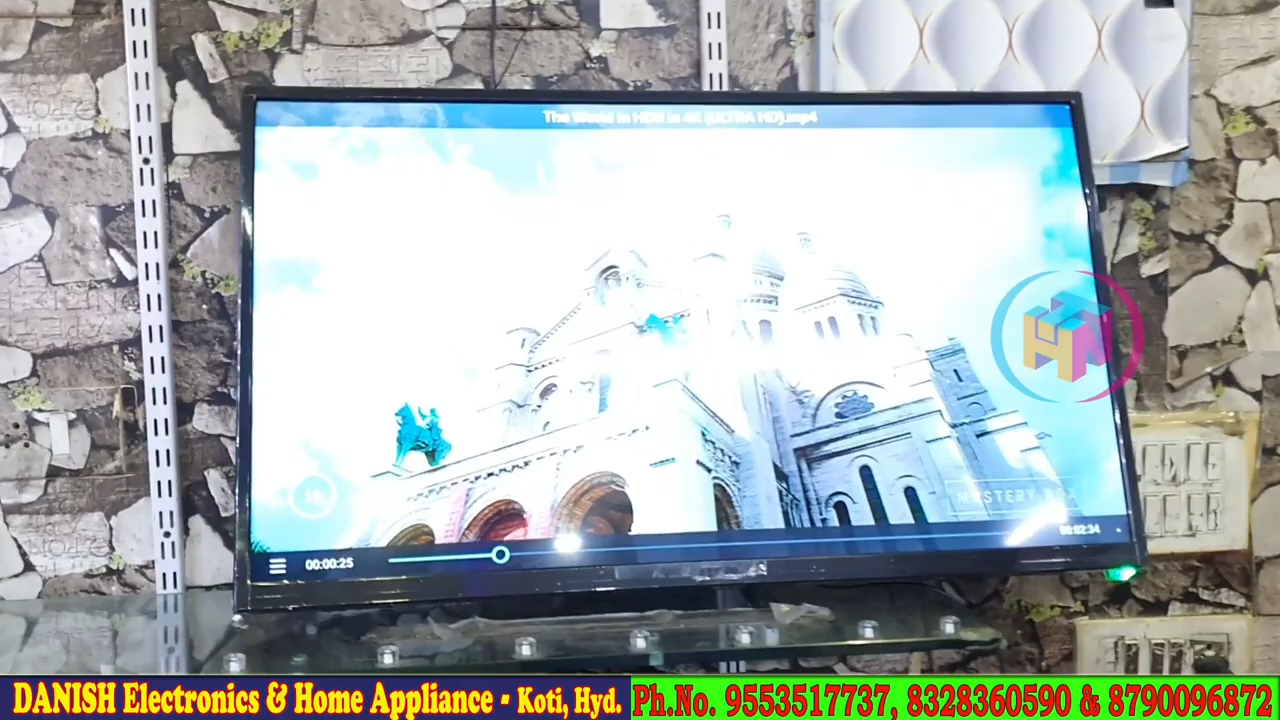 The World in HDR in 4K (ULTRA HD).mp4
MYSTERY BOX
00:02:34
00:00:25
DANISH Electronics & Home Appliance - Koti, Hyd.
Ph.No. 9553517737, 8328360590 & 8790096872